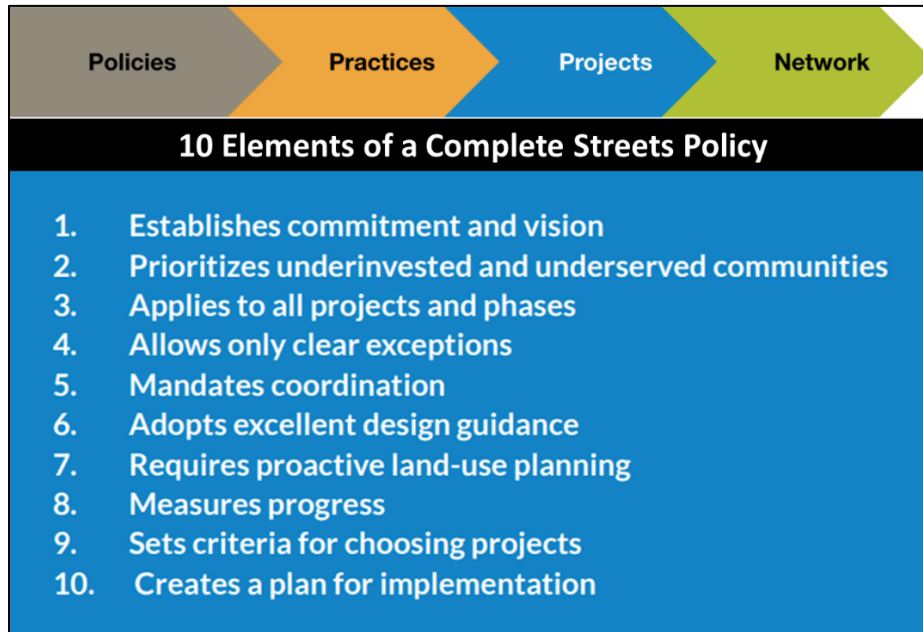 Policies Practices Projects Network
10 Elements of a Complete Streets Policy
1. Establishes commitment and vision
2. Prioritizes underinvested and underserved communities
3. Applies to all projects and phases
4. Allows only clear exceptions
5. Mandates coordination
6. Adopts excellent design guidance
7. Requires proactive land-use planning
8. Measures progress
9. Sets criteria for choosing projects
10. Creates a plan for implementation